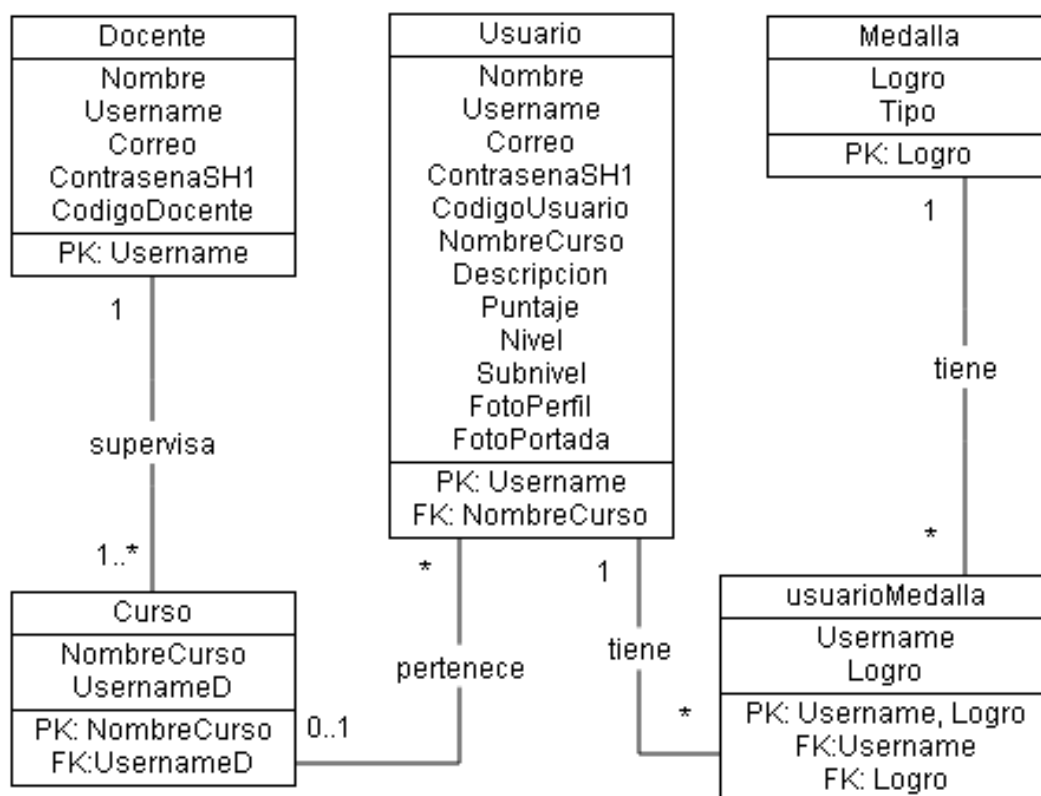 Docente
Nombre
Username
Correo
ContrasenaSH1
CodigoDocente
PK: Username
1
supervisa
1..*
Curso
NombreCurso
UsernameD
PK: NombreCurso
FK:UsernameD
0..1
pertenece
*
Usuario
Nombre
Username
Correo
ContrasenaSH1
CodigoUsuario
NombreCurso
Descripcion
Puntaje
Nivel
Subnivel
FotoPerfil
FotoPortada
PK: Username
FK: NombreCurso
1
tiene
*
Medalla
Logro
Tipo
PK: Logro
1
tiene
*
usuarioMedalla
Username
Logro
PK: Username, Logro
FK:Username
FK: Logro